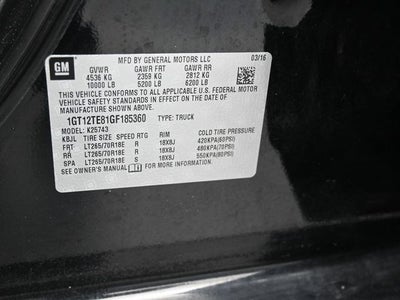 GM
MFD BY GENERAL MOTORS LLC
03/16
GVWR GAWR FRT GAWR RR
4536 KG 2359 KG 2812 KG
10000 LB 5200 LB 6200 LB
THIS VEHICLE CONFORMS TO ALL APPLICABLE U.S. FEDERAL MOTOR
VEHICLE SAFETY AND THEFT PREVENTION STANDARDS IN EFFECT ON
THE DATE OF MANUFACTURE SHOWN ABOVE.
1GT12TE81GF185360 TYPE: TRUCK
MODEL: K25743
KBJL TIRE SIZE SPEED RTG RIM COLD TIRE PRESSURE
FRT LT265/70R18E R 18X8J 420KPA(60PSI)
RR LT265/70R18E R 18X8J 480KPA(70PSI)
SPA LT265/70R18E S 18X8J 550KPA(80PSI)
SEE OWNER'S MANUAL FOR MORE INFORMATION